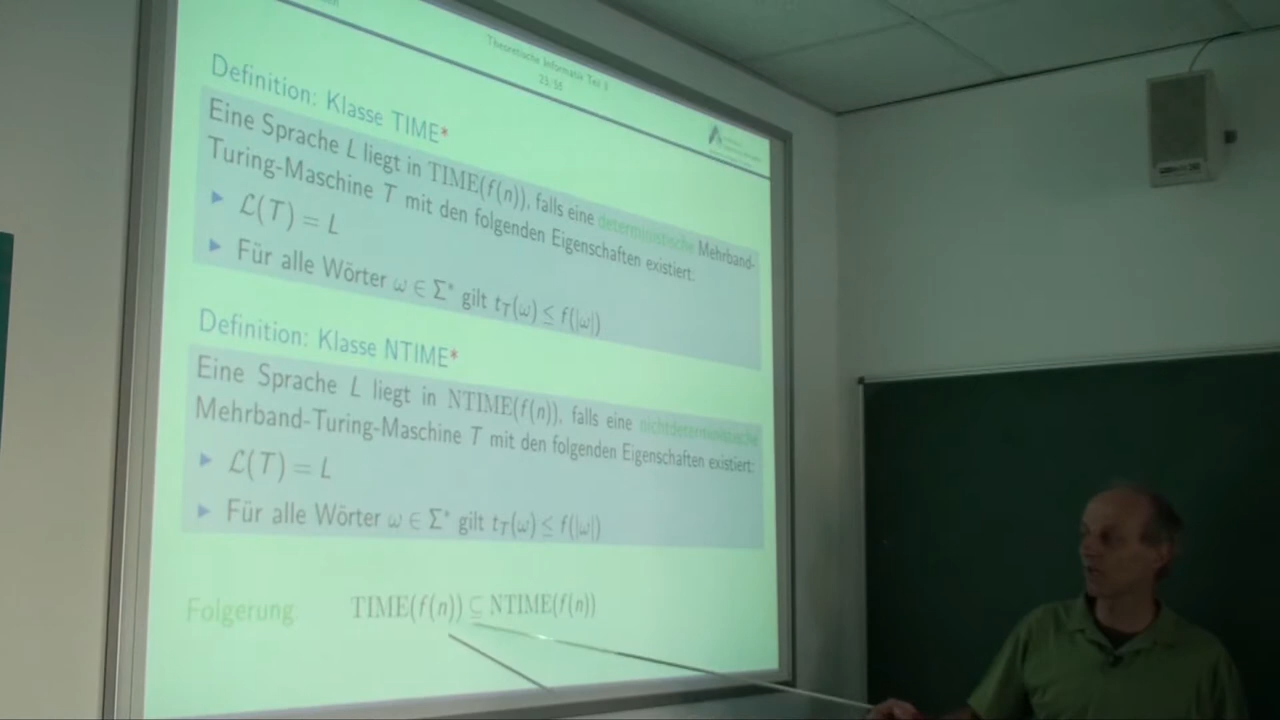 Theoretische Informatik Teil 3
23/56
Definition: Klasse TIME*
Eine Sprache L liegt in TIME(f(n)), falls eine deterministische Mehrband-
Turing-Maschine T mit den folgenden Eigenschaften existiert:
▶ ℒ(T) = L
▶ Für alle Wörter ω ∈ Σ* gilt t_T(ω) ≤ f(|ω|)
Definition: Klasse NTIME*
Eine Sprache L liegt in NTIME(f(n)), falls eine nichtdeterministische
Mehrband-Turing-Maschine T mit den folgenden Eigenschaften existiert:
▶ ℒ(T) = L
▶ Für alle Wörter ω ∈ Σ* gilt t_T(ω) ≤ f(|ω|)
Folgerung: TIME(f(n)) ⊆ NTIME(f(n))